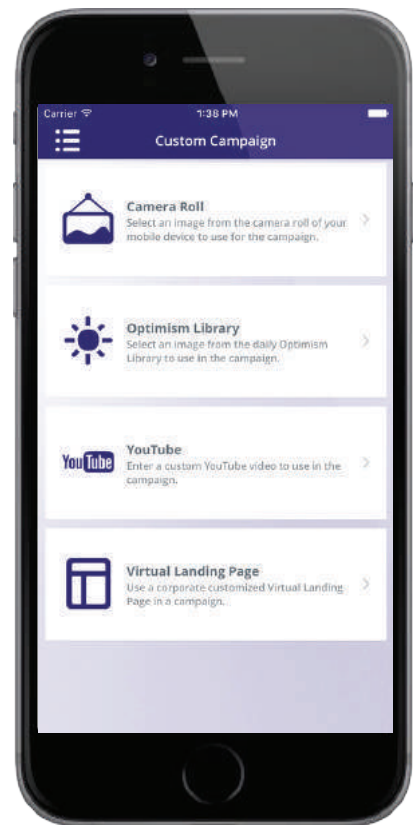 Carrier
1:38 PM
Custom Campaign
Camera Roll
Select an image from the camera roll of your
mobile device to use for the campaign.
Optimism Library
Select an image from the daily Optimism
Library to use in the campaign.
You Tube
YouTube
Enter a custom YouTube video to use in the
campaign.
Virtual Landing Page
Use a corporate customized Virtual Landing
Page in a campaign.